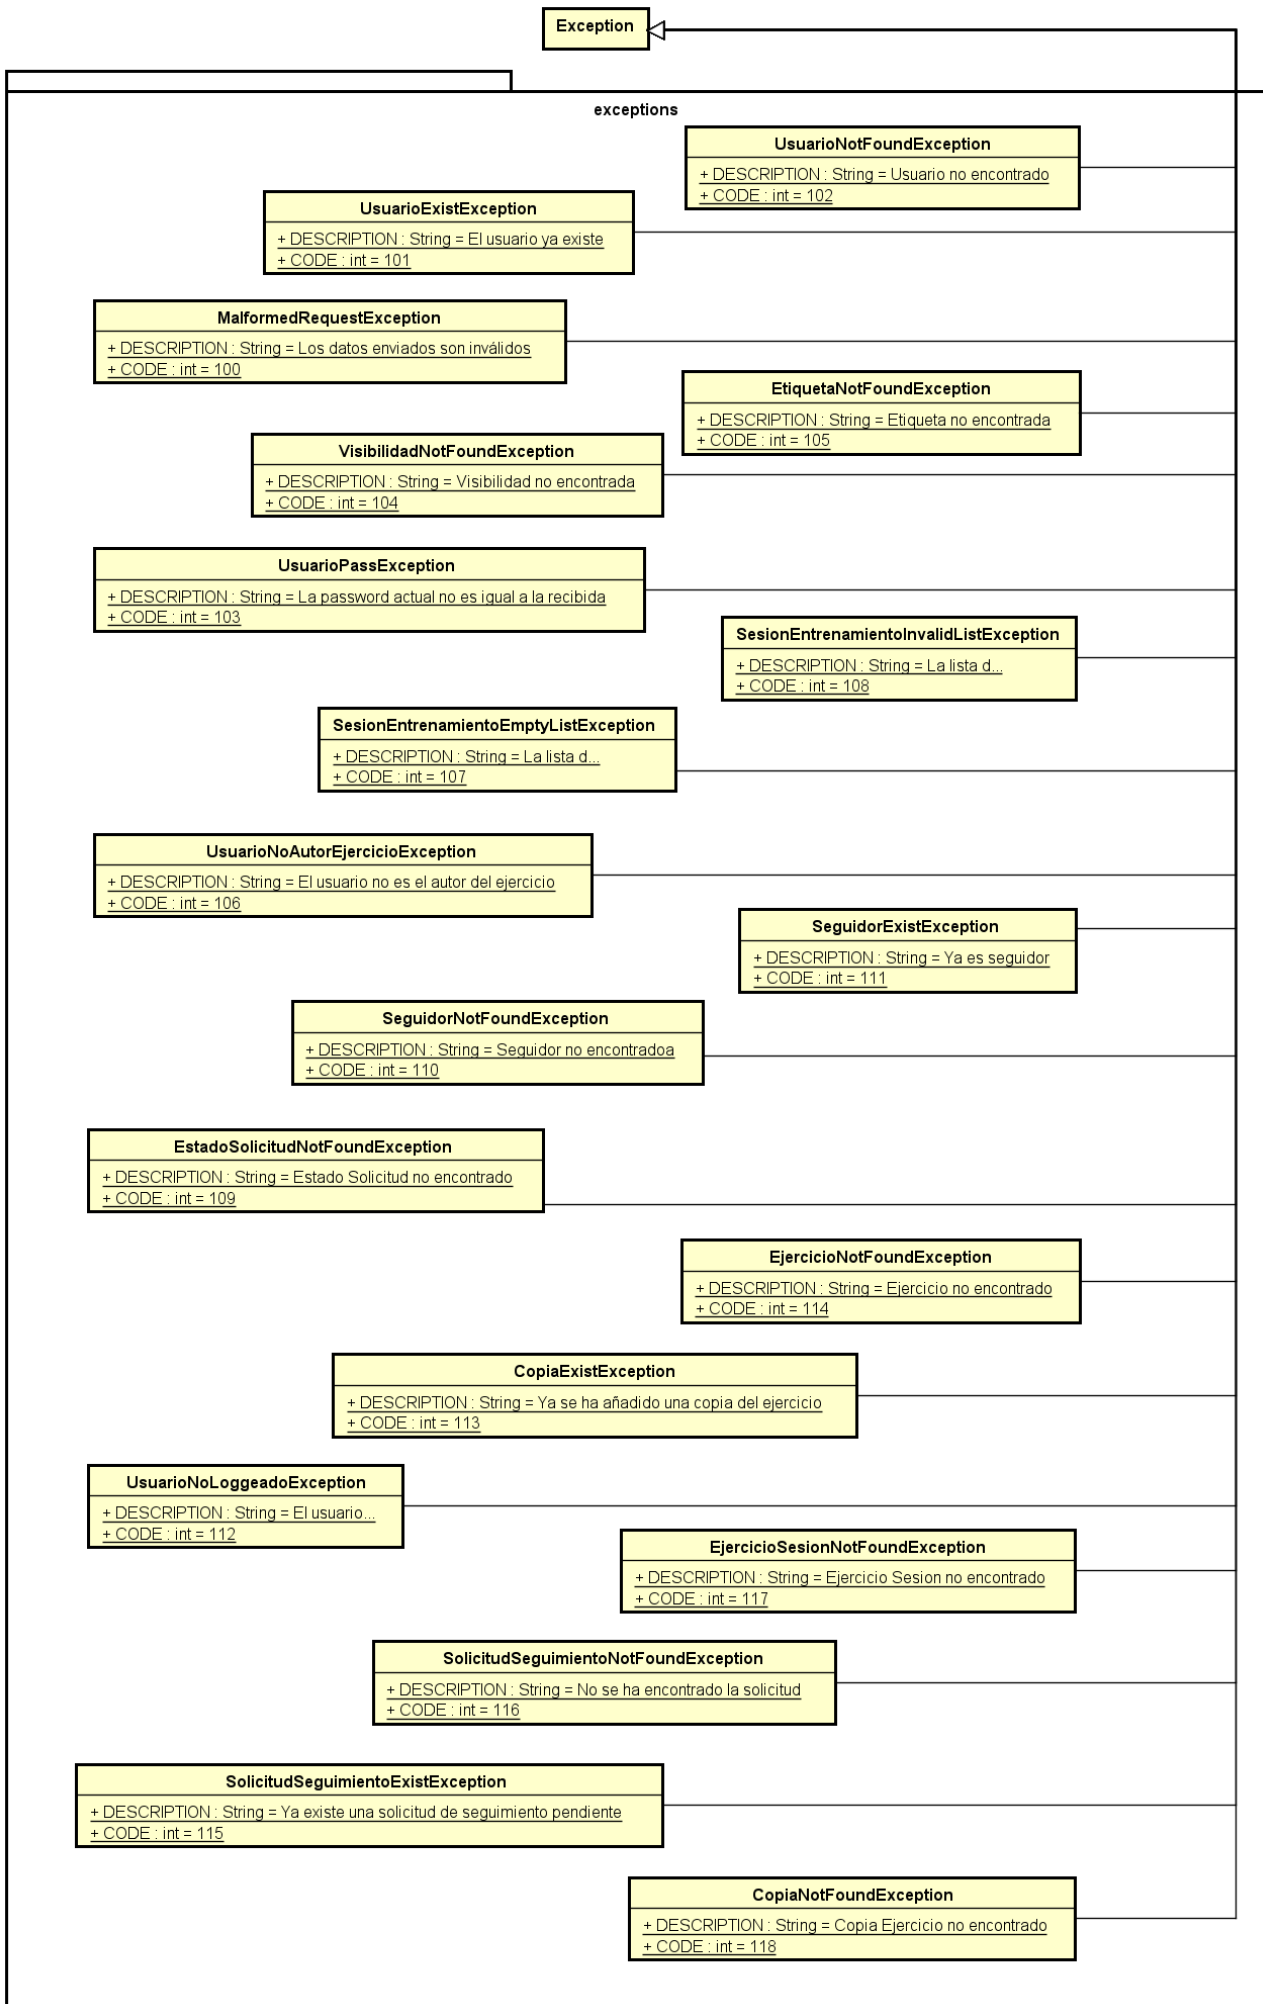 Exception
exceptions
UsuarioNotFoundException
+ DESCRIPTION : String = Usuario no encontrado
+ CODE : int = 102
UsuarioExistException
+ DESCRIPTION : String = El usuario ya existe
+ CODE : int = 101
MalformedRequestException
+ DESCRIPTION : String = Los datos enviados son inválidos
+ CODE : int = 100
EtiquetaNotFoundException
+ DESCRIPTION : String = Etiqueta no encontrada
+ CODE : int = 105
VisibilidadNotFoundException
+ DESCRIPTION : String = Visibilidad no encontrada
+ CODE : int = 104
UsuarioPassException
+ DESCRIPTION : String = La password actual no es igual a la recibida
+ CODE : int = 103
SesionEntrenamientoInvalidListException
+ DESCRIPTION : String = La lista d...
+ CODE : int = 108
SesionEntrenamientoEmptyListException
+ DESCRIPTION : String = La lista d...
+ CODE : int = 107
UsuarioNoAutorEjercicioException
+ DESCRIPTION : String = El usuario no es el autor del ejercicio
+ CODE : int = 106
SeguidorExistException
+ DESCRIPTION : String = Ya es seguidor
+ CODE : int = 111
SeguidorNotFoundException
+ DESCRIPTION : String = Seguidor no encontradoa
+ CODE : int = 110
EstadoSolicitudNotFoundException
+ DESCRIPTION : String = Estado Solicitud no encontrado
+ CODE : int = 109
EjercicioNotFoundException
+ DESCRIPTION : String = Ejercicio no encontrado
+ CODE : int = 114
CopiaExistException
+ DESCRIPTION : String = Ya se ha añadido una copia del ejercicio
+ CODE : int = 113
UsuarioNoLoggeadoException
+ DESCRIPTION : String = El usuario...
+ CODE : int = 112
EjercicioSesionNotFoundException
+ DESCRIPTION : String = Ejercicio Sesion no encontrado
+ CODE : int = 117
SolicitudSeguimientoNotFoundException
+ DESCRIPTION : String = No se ha encontrado la solicitud
+ CODE : int = 116
SolicitudSeguimientoExistException
+ DESCRIPTION : String = Ya existe una solicitud de seguimiento pendiente
+ CODE : int = 115
CopiaNotFoundException
+ DESCRIPTION : String = Copia Ejercicio no encontrado
+ CODE : int = 118